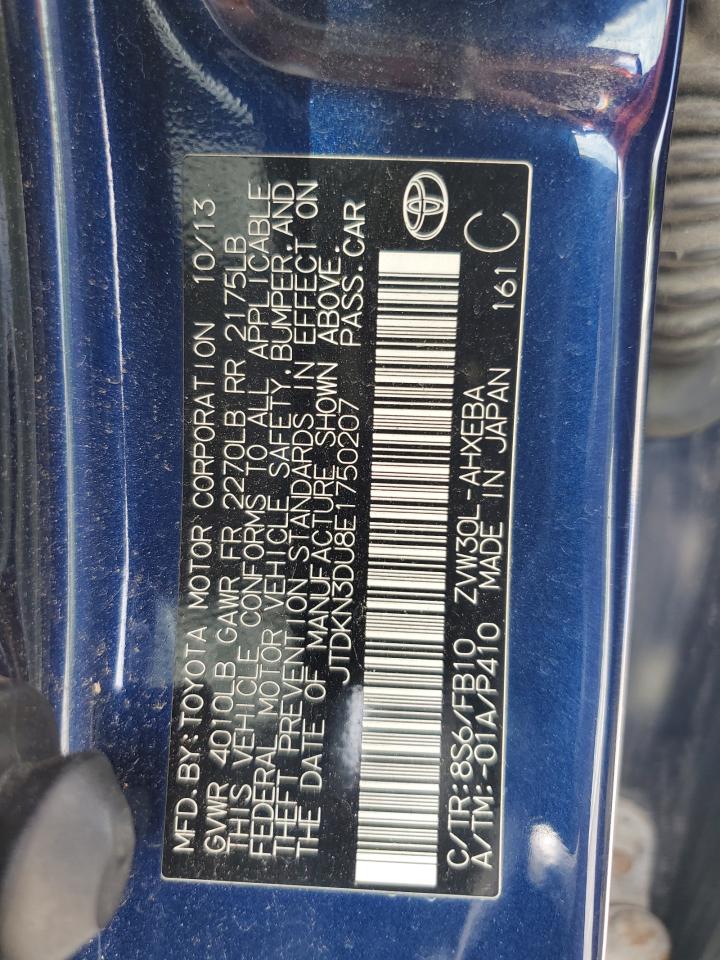 MFD.BY:TOYOTA MOTOR CORPORATION 10/13
GVWR 4010LB GAWR FR 2270LB RR 2175LB
THIS VEHICLE CONFORMS TO ALL APPLICABLE
FEDERAL MOTOR VEHICLE SAFETY,BUMPER,AND
THEFT PREVENTION STANDARDS IN EFFECT ON
THE DATE OF MANUFACTURE SHOWN ABOVE.
JTDKN3DU8E1750207 PASS.CAR
C/TR:8S6/FB10 ZVW30L-AHXEBA
A/TM:-01A/P410 MADE IN JAPAN 161 C